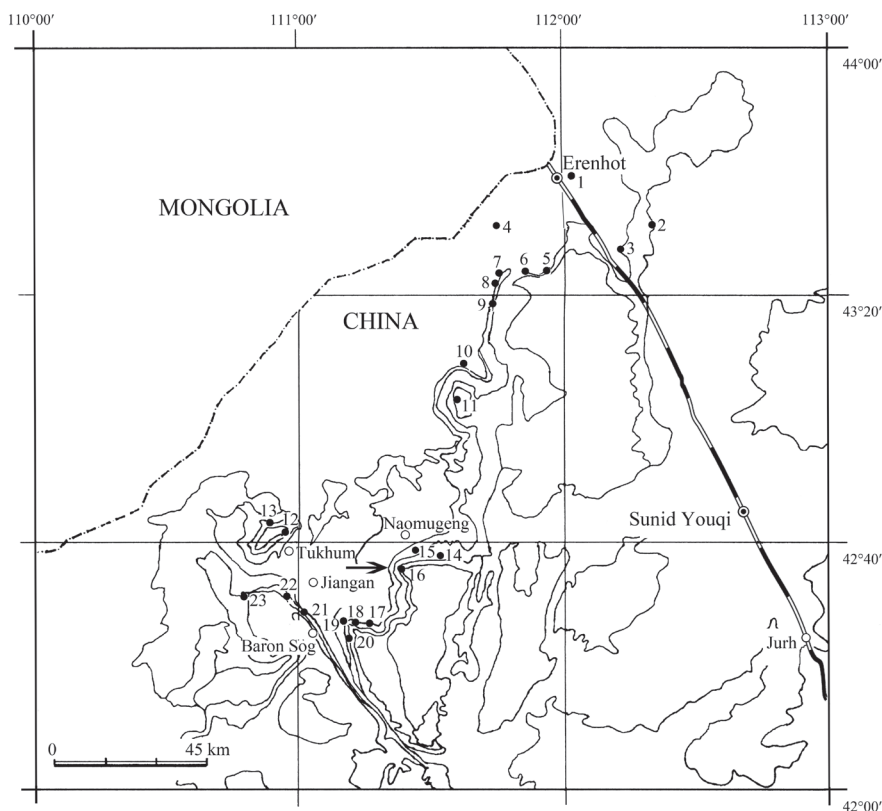 110°00′ 111°00′ 112°00′ 113°00′
44°00′
Erenhot
1
MONGOLIA
4
2
3
7 6 5
8
9
43°20′
CHINA
10
11
13
12
Naomugeng
Sunid Youqi
Tukhum
15 14
42°40′
16
Jiangan
22
23
21
19 18 17
Baron Sog
20
Jurh
0 45 km
42°00′